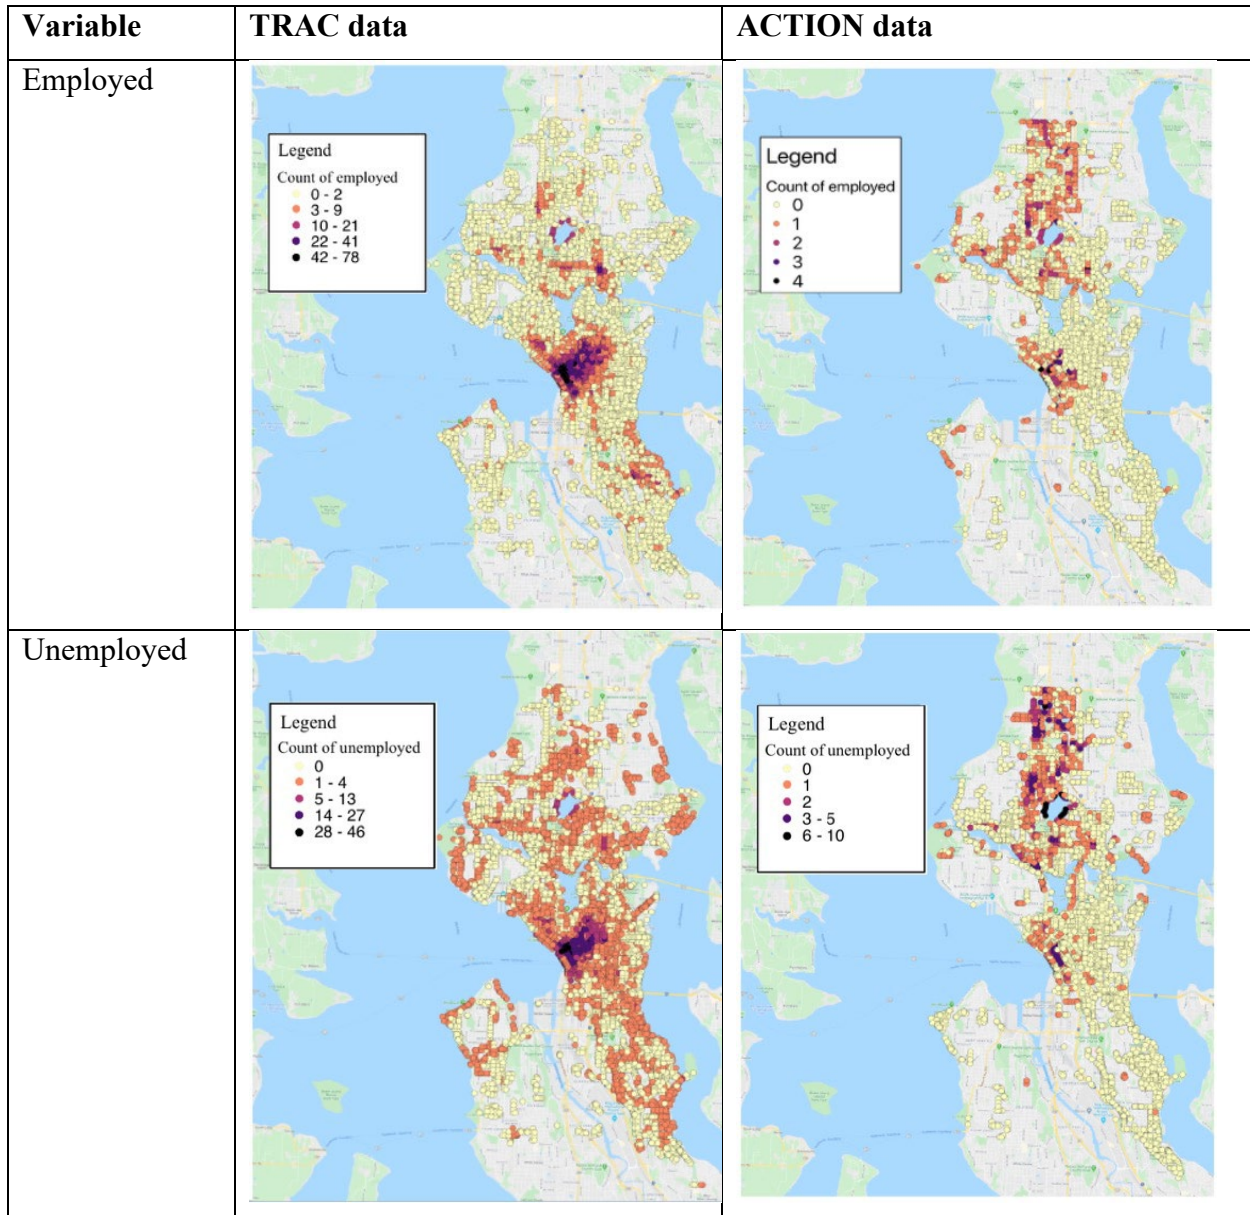 Variable
TRAC data
ACTION data
Employed
Legend
Count of employed
0 - 2
3 - 9
10 - 21
22 - 41
42 - 78
Legend
Count of employed
0
1
2
3
4
Unemployed
Legend
Count of unemployed
0
1 - 4
5 - 13
14 - 27
28 - 46
Legend
Count of unemployed
0
1
2
3 - 5
6 - 10